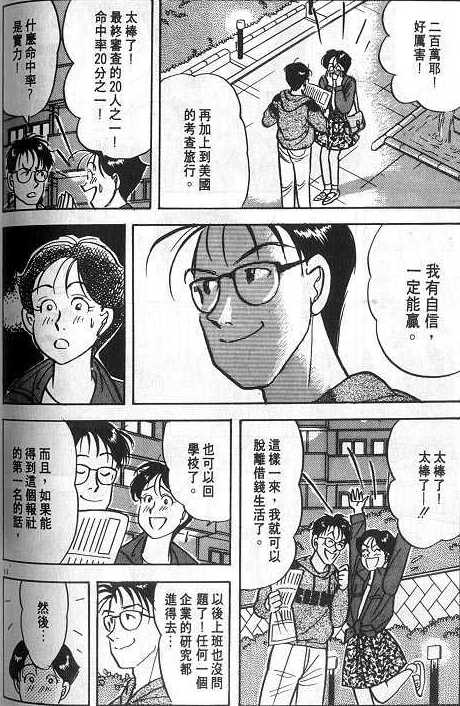 二百萬耶！
好厲害！
再加上到美國
的考查旅行。
太棒了！
最終審查的20人之一！
命中率20分之一！
什麼命中率？
是實力！
我有自信，
一定能贏。
太棒了！
太棒了——!!
這樣一來，我就可以
脫離借錢生活了。
也可以回
學校了。
而且，如果能
得到這個報社
的第一名的話，
以後上班也沒問
題了！任何一個
企業的研究都
進得去⋯
然後⋯